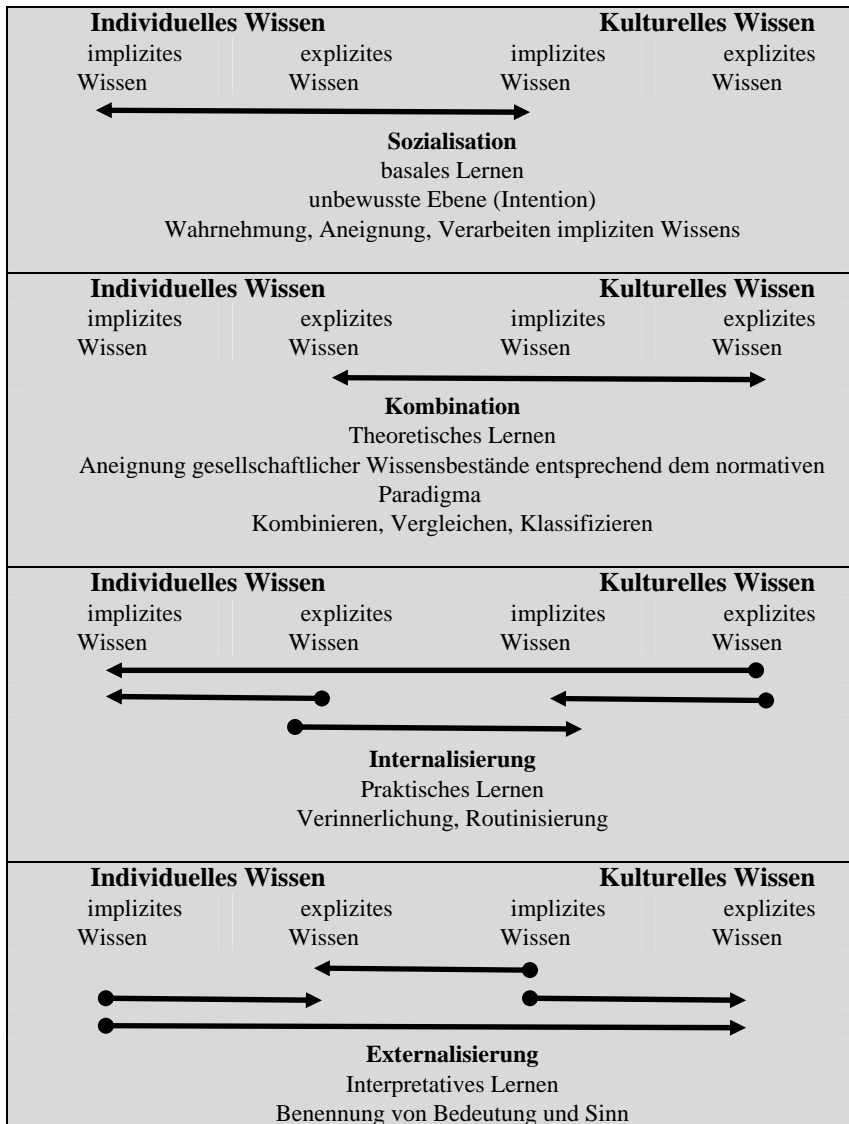 Individuelles Wissen Kulturelles Wissen
implizites explizites implizites explizites
Wissen Wissen Wissen Wissen
Sozialisation
basales Lernen
unbewusste Ebene (Intention)
Wahrnehmung, Aneignung, Verarbeiten impliziten Wissens
Individuelles Wissen Kulturelles Wissen
implizites explizites implizites explizites
Wissen Wissen Wissen Wissen
Kombination
Theoretisches Lernen
Aneignung gesellschaftlicher Wissensbestände entsprechend dem normativen
Paradigma
Kombinieren, Vergleichen, Klassifizieren
Individuelles Wissen Kulturelles Wissen
implizites explizites implizites explizites
Wissen Wissen Wissen Wissen
Internalisierung
Praktisches Lernen
Verinnerlichung, Routinisierung
Individuelles Wissen Kulturelles Wissen
implizites explizites implizites explizites
Wissen Wissen Wissen Wissen
Externalisierung
Interpretatives Lernen
Benennung von Bedeutung und Sinn